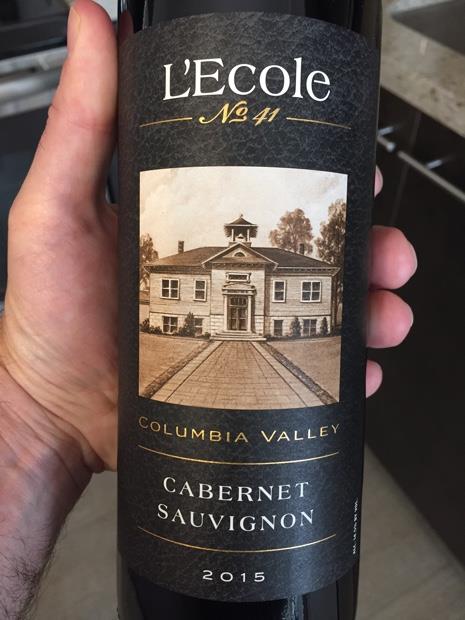 L'Ecole
No 41
COLUMBIA VALLEY
CABERNET
SAUVIGNON
2015